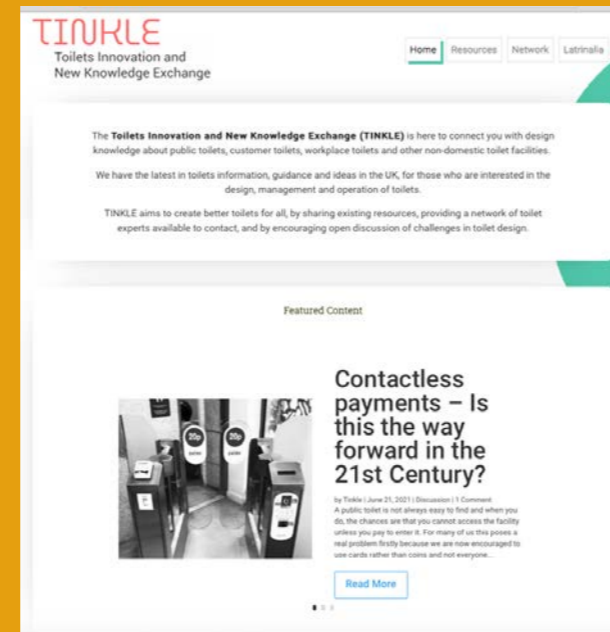 TINKLE
Toilets Innovation and
New Knowledge Exchange
Home Resources Network Latrinalia
The Toilets Innovation and New Knowledge Exchange (TINKLE) is here to connect you with design
knowledge about public toilets, customer toilets, workplace toilets and other non-domestic toilet facilities.
We have the latest in toilets information, guidance and ideas in the UK, for those who are interested in the
design, management and operation of toilets.
TINKLE aims to create better toilets for all, by sharing existing resources, providing a network of toilet
experts available to contact, and by encouraging open discussion of challenges in toilet design.
Featured Content
Contactless
payments – Is
this the way
forward in the
21st Century?
20p 20p
by Tinkle | June 21, 2021 | Discussion | 1 Comment
A public toilet is not always easy to find and when you
do, the chances are that you cannot access the facility
unless you pay to enter it. For many of us this poses a
real problem firstly because we are now encouraged to
use cards rather than coins and not everyone...
Read More